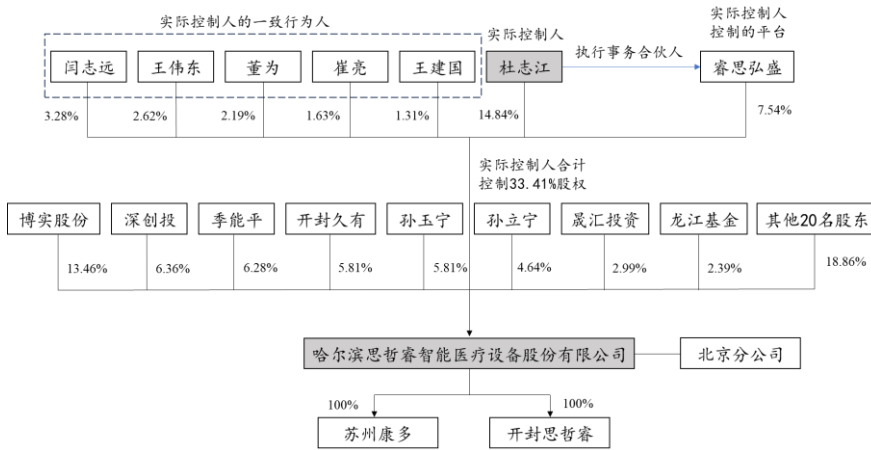 实际控制人的一致行为人
实际控制人
实际控制人
控制的平台
闫志远
王伟东
董为
崔亮
王建国
杜志江
执行事务合伙人
睿思弘盛
3.28%
2.62%
2.19%
1.63%
1.31%
14.84%
7.54%
实际控制人合计
控制33.41%股权
博实股份
深创投
季能平
开封久有
孙玉宁
孙立宁
晟汇投资
龙江基金
其他20名股东
13.46%
6.36%
6.28%
5.81%
5.81%
4.64%
2.99%
2.39%
18.86%
哈尔滨思哲睿智能医疗设备股份有限公司
北京分公司
100%
100%
苏州康多
开封思哲睿